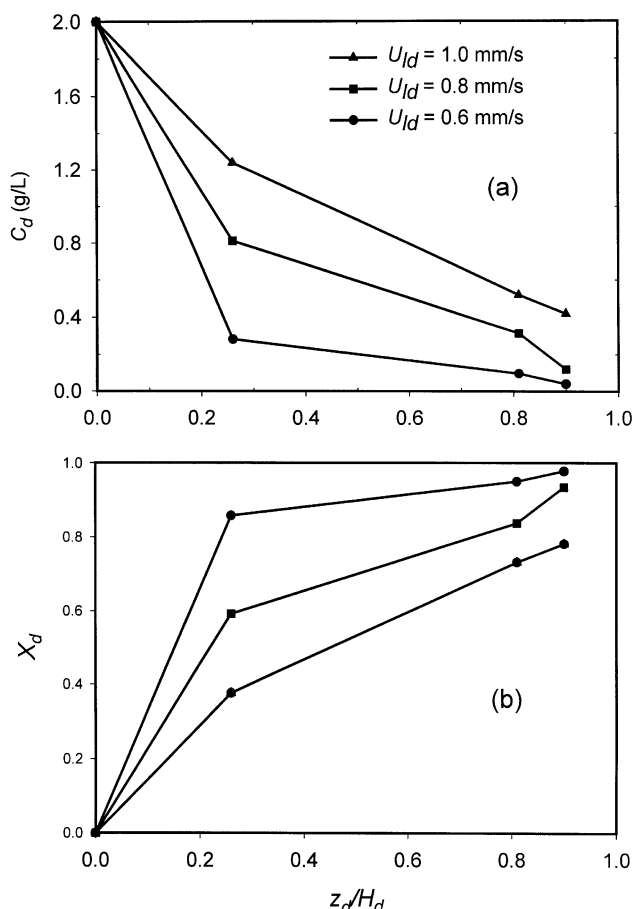 2.0
1.6
1.2
0.8
0.4
0.0
C_d (g/L)
U_ld = 1.0 mm/s
U_ld = 0.8 mm/s
U_ld = 0.6 mm/s
(a)
0.0 0.2 0.4 0.6 0.8 1.0
1.0
0.8
0.6
0.4
0.2
0.0
X_d
(b)
0.0 0.2 0.4 0.6 0.8 1.0
z_d/H_d